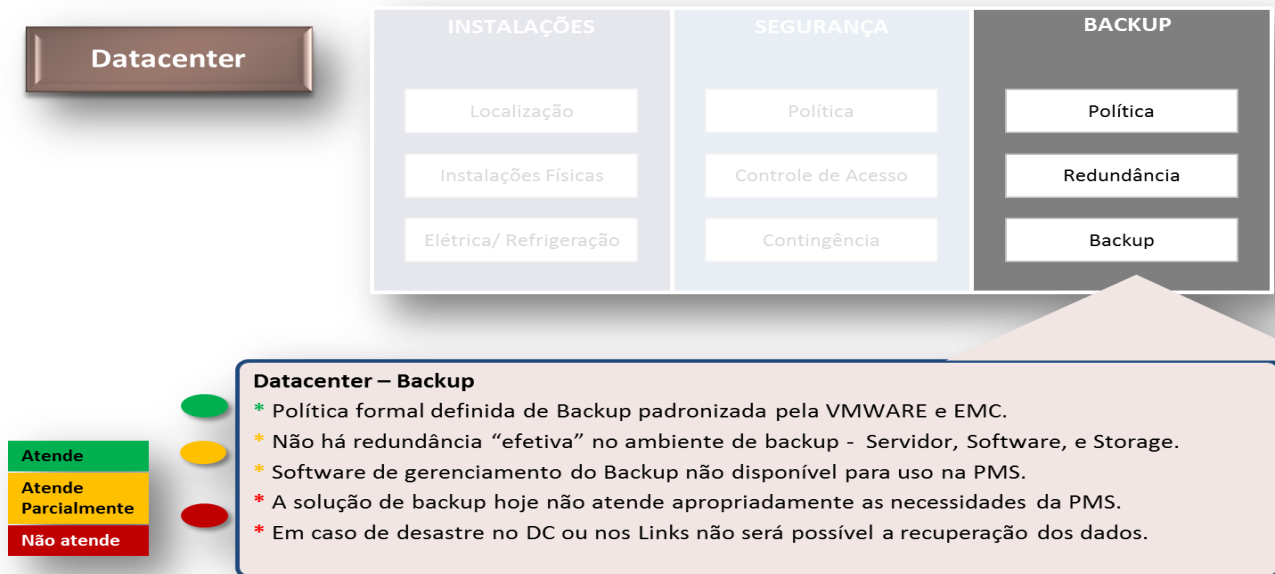 Datacenter
INSTALAÇÕES
Localização
Instalações Físicas
Elétrica/ Refrigeração
SEGURANÇA
Política
Controle de Acesso
Contingência
BACKUP
Política
Redundância
Backup
Datacenter – Backup
* Política formal definida de Backup padronizada pela VMWARE e EMC.
* Não há redundância “efetiva” no ambiente de backup - Servidor, Software, e Storage.
* Software de gerenciamento do Backup não disponível para uso na PMS.
* A solução de backup hoje não atende apropriadamente as necessidades da PMS.
* Em caso de desastre no DC ou nos Links não será possível a recuperação dos dados.
Atende
Atende
Parcialmente
Não atende